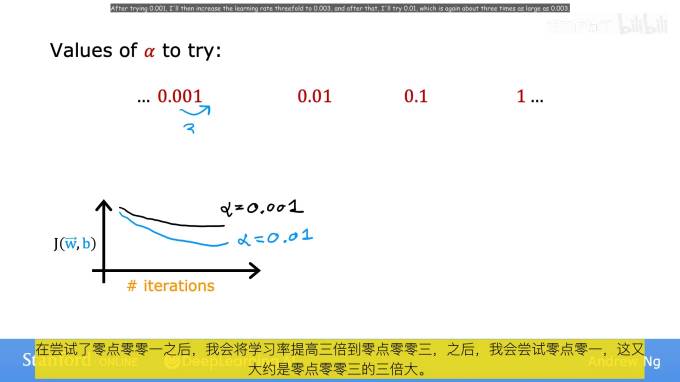 After trying 0.001, I'll then increase the learning rate threefold to 0.003, and after that, I'll try 0.01, which is again about three times as large as 0.003.
bilibili
Values of α to try:
... 0.001 0.01 0.1 1 ...
3
α=0.001
J(w⃗, b)
α=0.01
# iterations
在尝试了零点零零一之后，我会将学习率提高三倍到零点零零三，之后，我会尝试零点零一，这又
大约是零点零零三的三倍大。
Stanford ONLINE DeepLearning Andrew Ng